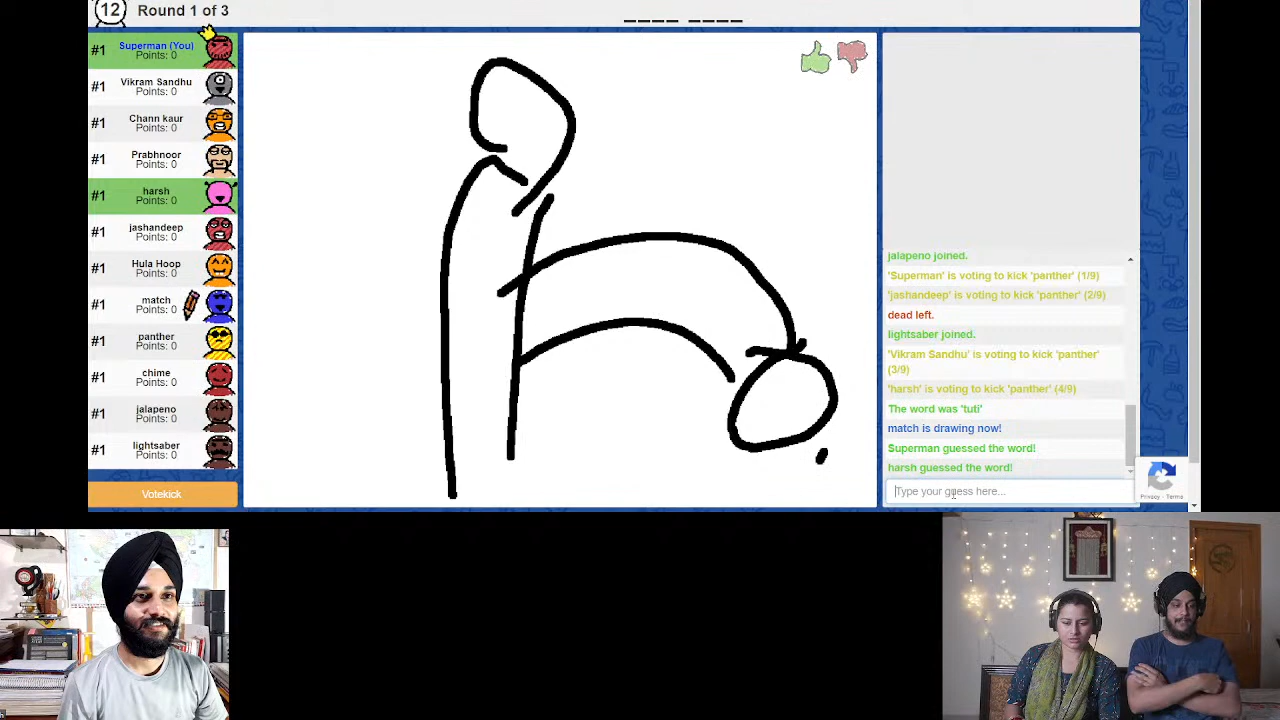 12 Round 1 of 3
____ ____
#1 Superman (You)
Points: 0
#1 Vikram Sandhu
Points: 0
#1 Chann kaur
Points: 0
#1 Prabhnoor
Points: 0
#1 harsh
Points: 0
#1 jashandeep
Points: 0
#1 Hula Hoop
Points: 0
#1 match
Points: 0
#1 panther
Points: 0
#1 chime
Points: 0
#1 jalapeno
Points: 0
#1 lightsaber
Points: 0
Votekick
jalapeno joined.
'Superman' is voting to kick 'panther' (1/9)
'jashandeep' is voting to kick 'panther' (2/9)
dead left.
lightsaber joined.
'Vikram Sandhu' is voting to kick 'panther'
(3/9)
'harsh' is voting to kick 'panther' (4/9)
The word was 'tuti'
match is drawing now!
Superman guessed the word!
harsh guessed the word!
Type your guess here...
Privacy - Terms